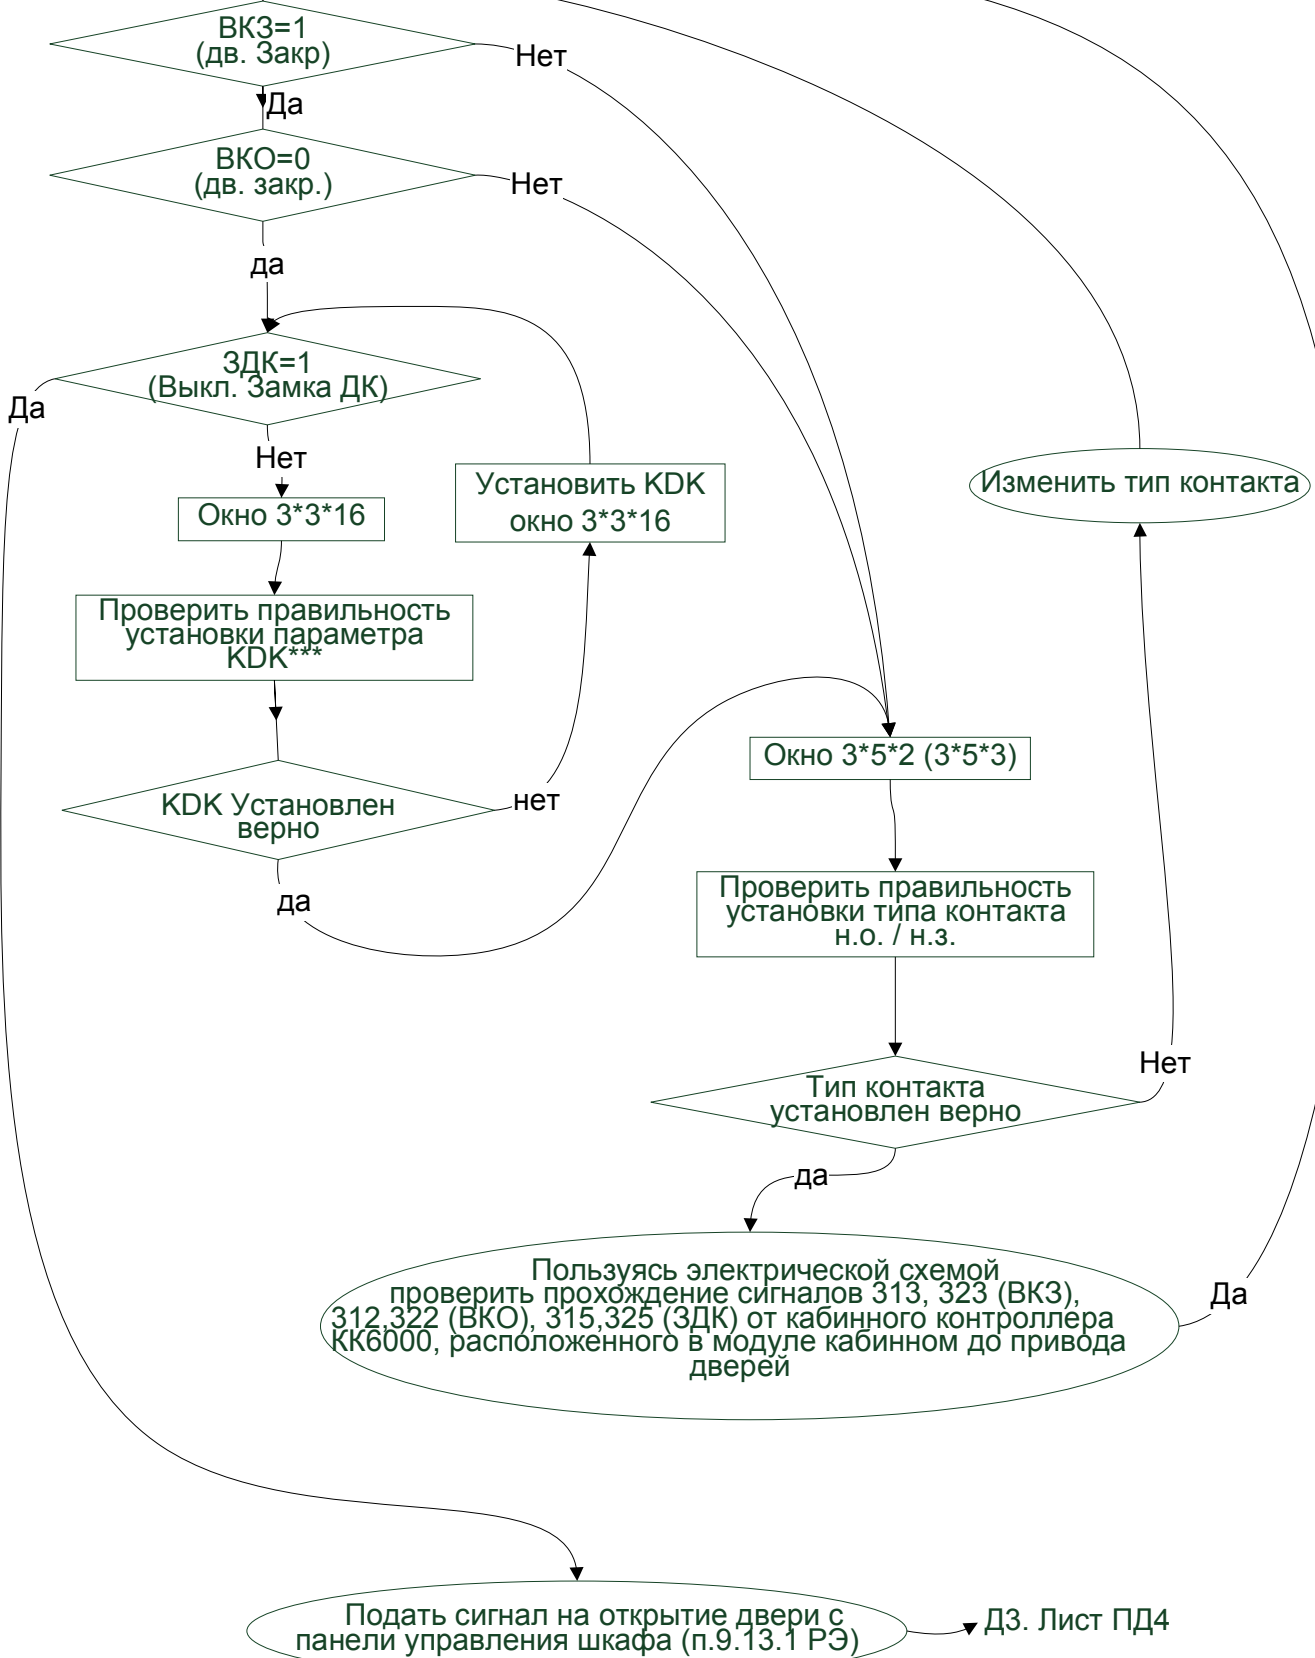 ВКЗ=1
(дв. Закр)
Нет
Да
ВКО=0
(дв. закр.)
Нет
да
ЗДК=1
(Выкл. Замка ДК)
Да
Нет
Окно 3*3*16
Установить KDK
окно 3*3*16
Изменить тип контакта
Проверить правильность
установки параметра
KDK***
KDK Установлен
верно
нет
да
Окно 3*5*2 (3*5*3)
Проверить правильность
установки типа контакта
н.о. / н.з.
Тип контакта
установлен верно
Нет
да
Пользуясь электрической схемой
проверить прохождение сигналов 313, 323 (ВКЗ),
312,322 (ВКО), 315,325 (ЗДК) от кабинного контроллера
КК6000, расположенного в модуле кабинном до привода
дверей
Да
Подать сигнал на открытие двери с
панели управления шкафа (п.9.13.1 РЭ)
Д3. Лист ПД4